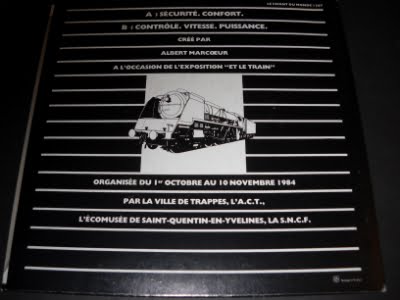 A : SÉCURITÉ. CONFORT.
B : CONTRÔLE. VITESSE. PUISSANCE.
CRÉÉ PAR
ALBERT MARCŒUR
A L'OCCASION DE L'EXPOSITION "ET LE TRAIN"
ORGANISÉE DU 1er OCTOBRE AU 10 NOVEMBRE 1984
PAR LA VILLE DE TRAPPES, L'A.C.T.,
L'ÉCOMUSÉE DE SAINT-QUENTIN-EN-YVELINES, LA S.N.C.F.